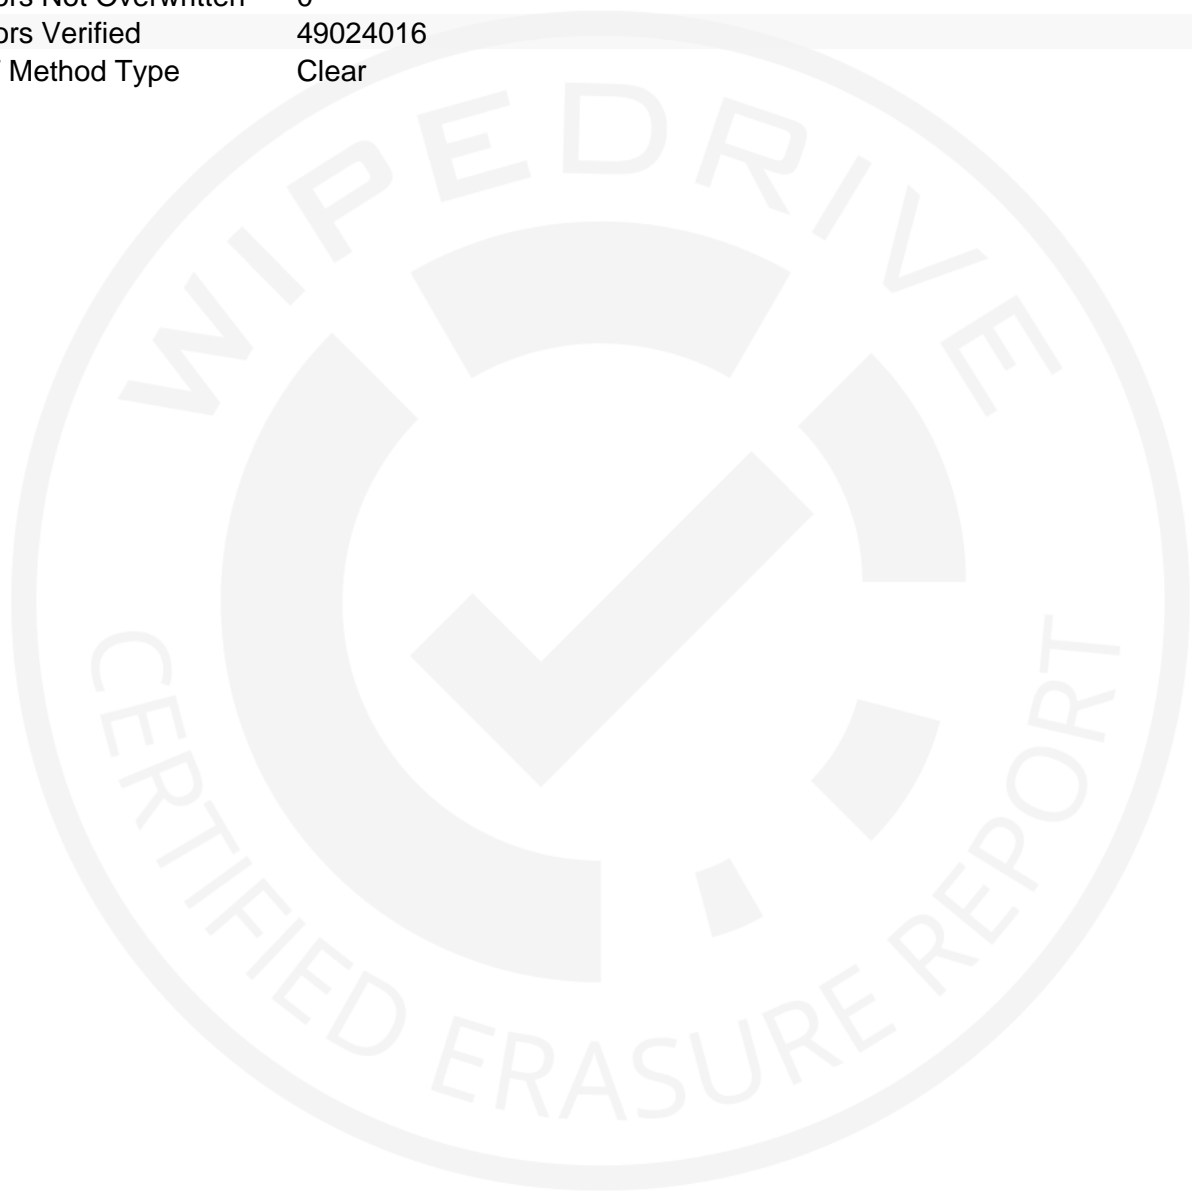 ors Not Overwritten 0
ors Verified 49024016
Method Type Clear
WIPEDRIVE
CERTIFIED ERASURE REPORT